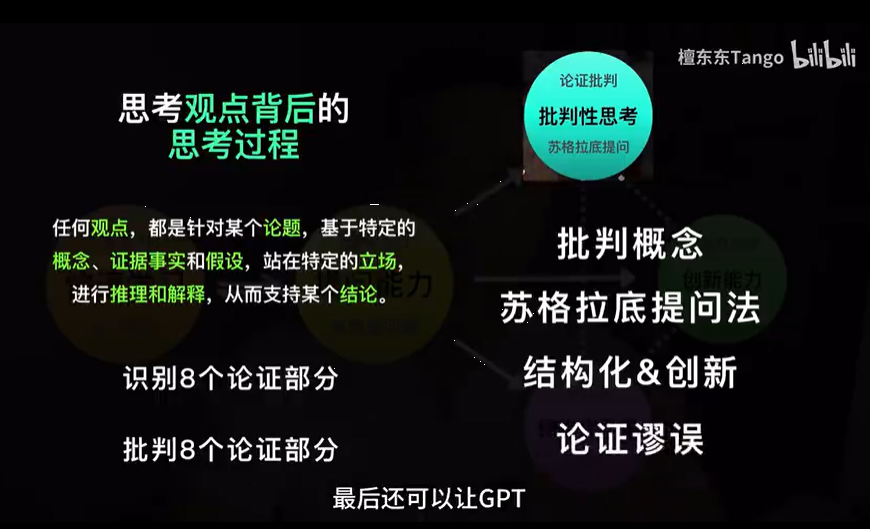 檀东东Tango bilibili
思考观点背后的
思考过程
论证批判
批判性思考
苏格拉底提问
任何观点，都是针对某个论题，基于特定的
概念、证据事实和假设，站在特定的立场，
进行推理和解释，从而支持某个结论。
识别8个论证部分
批判8个论证部分
批判概念
苏格拉底提问法
结构化&创新
论证谬误
能力
创新能力
最后还可以让GPT